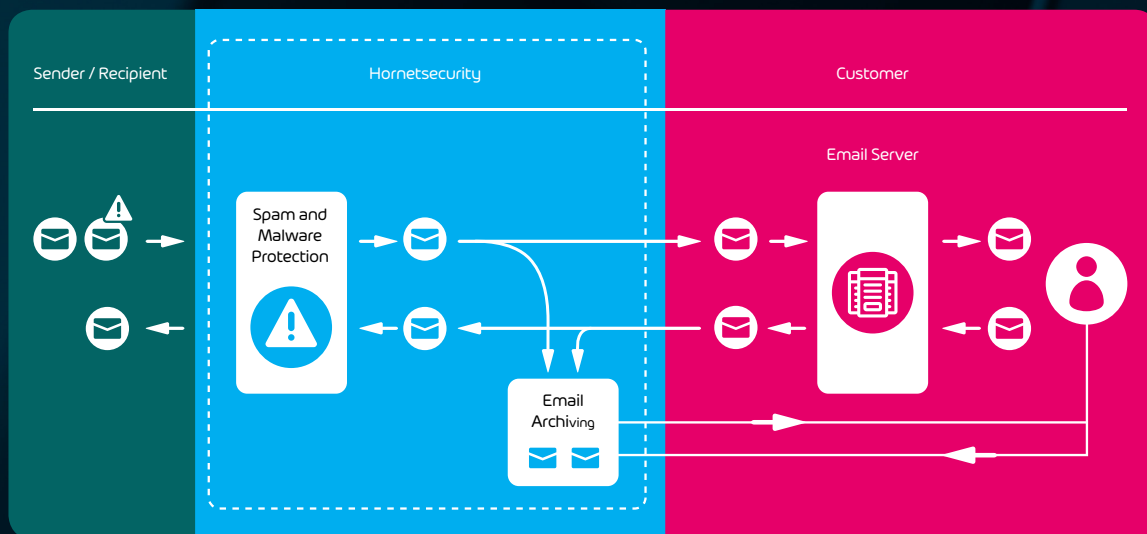 Sender / Recipient
Hornetsecurity
Customer
Email Server
Spam and
Malware
Protection
Email
Archiving